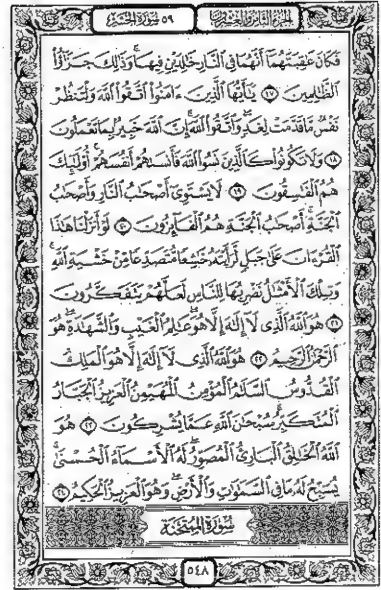 الجزء الثامن والعشرون
٥٩ سورة الحشر
فَكَانَ عَٰقِبَتَهُمَآ أَنَّهُمَا فِى ٱلنَّارِ خَٰلِدَيْنِ فِيهَا ۚ وَذَٰلِكَ جَزَٰٓؤُا۟
ٱلظَّٰلِمِينَ ١٧ يَٰٓأَيُّهَا ٱلَّذِينَ ءَامَنُوا۟ ٱتَّقُوا۟ ٱللَّهَ وَلْتَنظُرْ
نَفْسٌ مَّا قَدَّمَتْ لِغَدٍ ۖ وَٱتَّقُوا۟ ٱللَّهَ ۚ إِنَّ ٱللَّهَ خَبِيرٌۢ بِمَا تَعْمَلُونَ
١٨ وَلَا تَكُونُوا۟ كَٱلَّذِينَ نَسُوا۟ ٱللَّهَ فَأَنسَىٰهُمْ أَنفُسَهُمْ ۚ أُو۟لَٰٓئِكَ
هُمُ ٱلْفَٰسِقُونَ ١٩ لَا يَسْتَوِىٓ أَصْحَٰبُ ٱلنَّارِ وَأَصْحَٰبُ
ٱلْجَنَّةِ ۚ أَصْحَٰبُ ٱلْجَنَّةِ هُمُ ٱلْفَآئِزُونَ ٢٠ لَوْ أَنزَلْنَا هَٰذَا
ٱلْقُرْءَانَ عَلَىٰ جَبَلٍ لَّرَأَيْتَهُۥ خَٰشِعًا مُّتَصَدِّعًا مِّنْ خَشْيَةِ ٱللَّهِ ۚ
وَتِلْكَ ٱلْأَمْثَٰلُ نَضْرِبُهَا لِلنَّاسِ لَعَلَّهُمْ يَتَفَكَّرُونَ
٢١ هُوَ ٱللَّهُ ٱلَّذِى لَآ إِلَٰهَ إِلَّا هُوَ ۖ عَٰلِمُ ٱلْغَيْبِ وَٱلشَّهَٰدَةِ ۖ هُوَ
ٱلرَّحْمَٰنُ ٱلرَّحِيمُ ٢٢ هُوَ ٱللَّهُ ٱلَّذِى لَآ إِلَٰهَ إِلَّا هُوَ ٱلْمَلِكُ
ٱلْقُدُّوسُ ٱلسَّلَٰمُ ٱلْمُؤْمِنُ ٱلْمُهَيْمِنُ ٱلْعَزِيزُ ٱلْجَبَّارُ
ٱلْمُتَكَبِّرُ ۚ سُبْحَٰنَ ٱللَّهِ عَمَّا يُشْرِكُونَ ٢٣ هُوَ
ٱللَّهُ ٱلْخَٰلِقُ ٱلْبَارِئُ ٱلْمُصَوِّرُ ۖ لَهُ ٱلْأَسْمَآءُ ٱلْحُسْنَىٰ ۚ
يُسَبِّحُ لَهُۥ مَا فِى ٱلسَّمَٰوَٰتِ وَٱلْأَرْضِ ۖ وَهُوَ ٱلْعَزِيزُ ٱلْحَكِيمُ ٢٤
سُورَةُ الْمُمْتَحنَةِ
٥٤٨